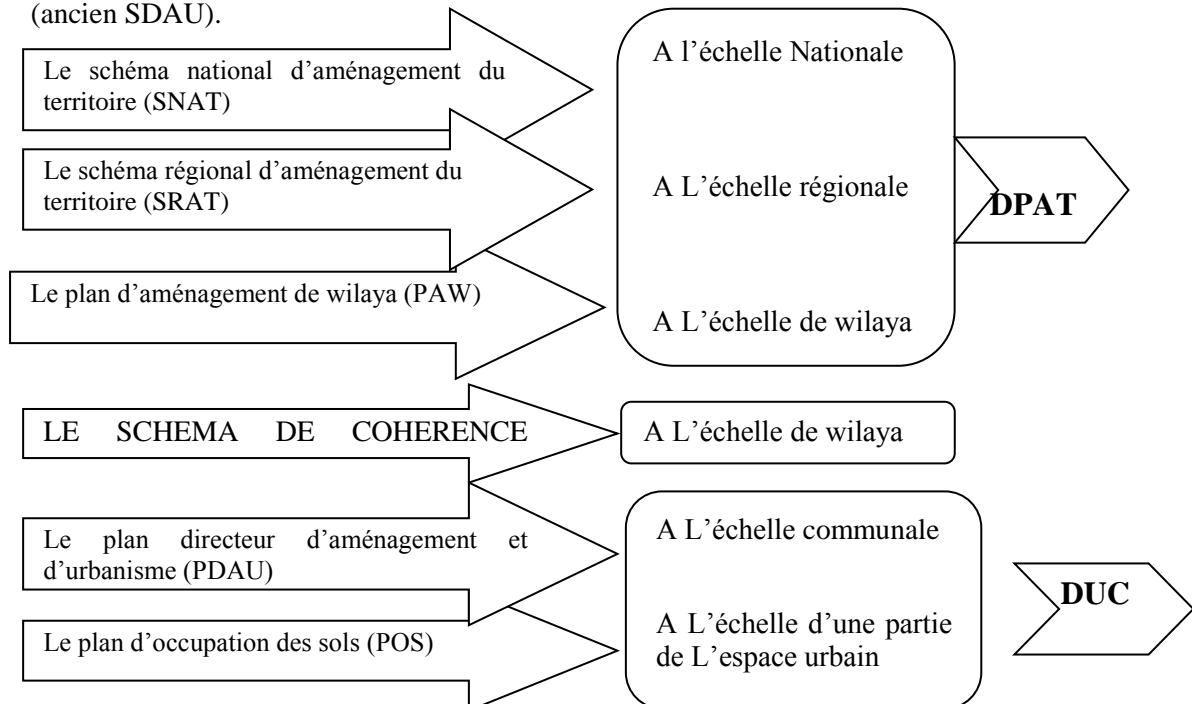 (ancien SDAU).
Le schéma national d'aménagement du
territoire (SNAT)
A l'échelle Nationale
Le schéma régional d'aménagement du
territoire (SRAT)
A L'échelle régionale
DPAT
Le plan d'aménagement de wilaya (PAW)
A L'échelle de wilaya
LE SCHEMA DE COHERENCE
A L'échelle de wilaya
Le plan directeur d'aménagement et
d'urbanisme (PDAU)
A L'échelle communale
DUC
Le plan d'occupation des sols (POS)
A L'échelle d'une partie
de L'espace urbain